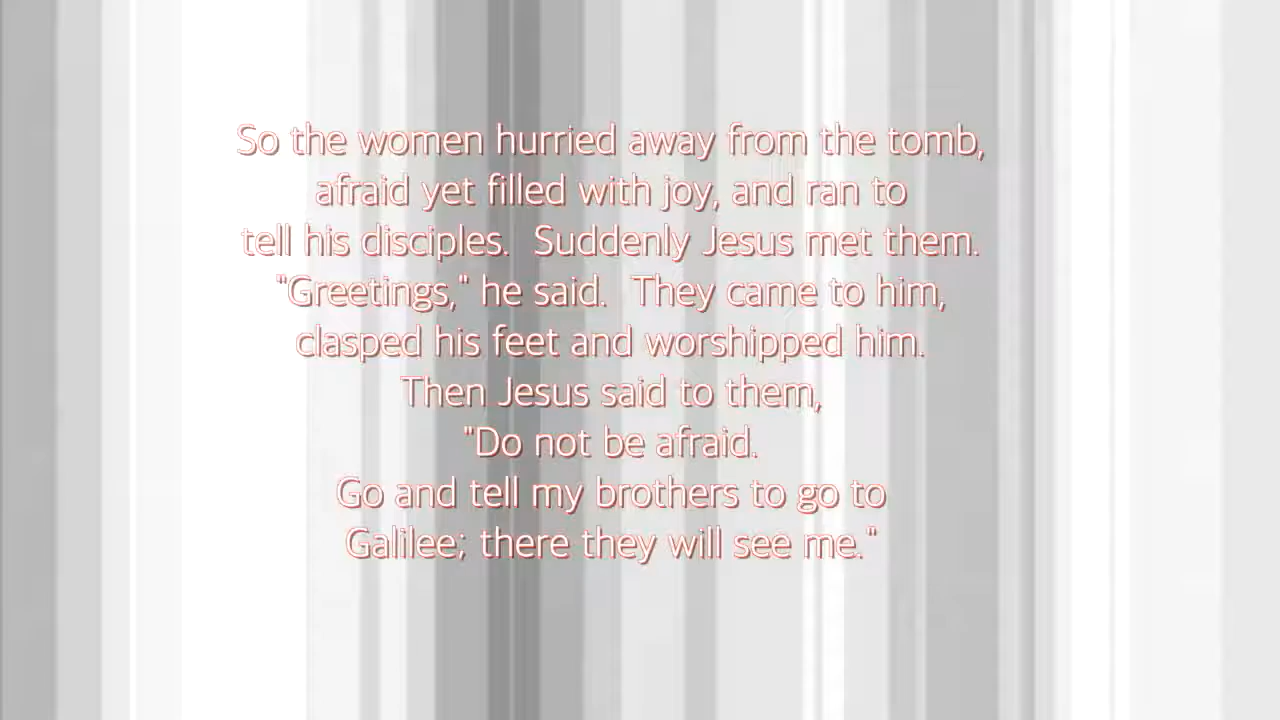 So the women hurried away from the tomb,
afraid yet filled with joy, and ran to
tell his disciples.  Suddenly Jesus met them.
"Greetings," he said.  They came to him,
clasped his feet and worshipped him.
Then Jesus said to them,
"Do not be afraid.
Go and tell my brothers to go to
Galilee; there they will see me."